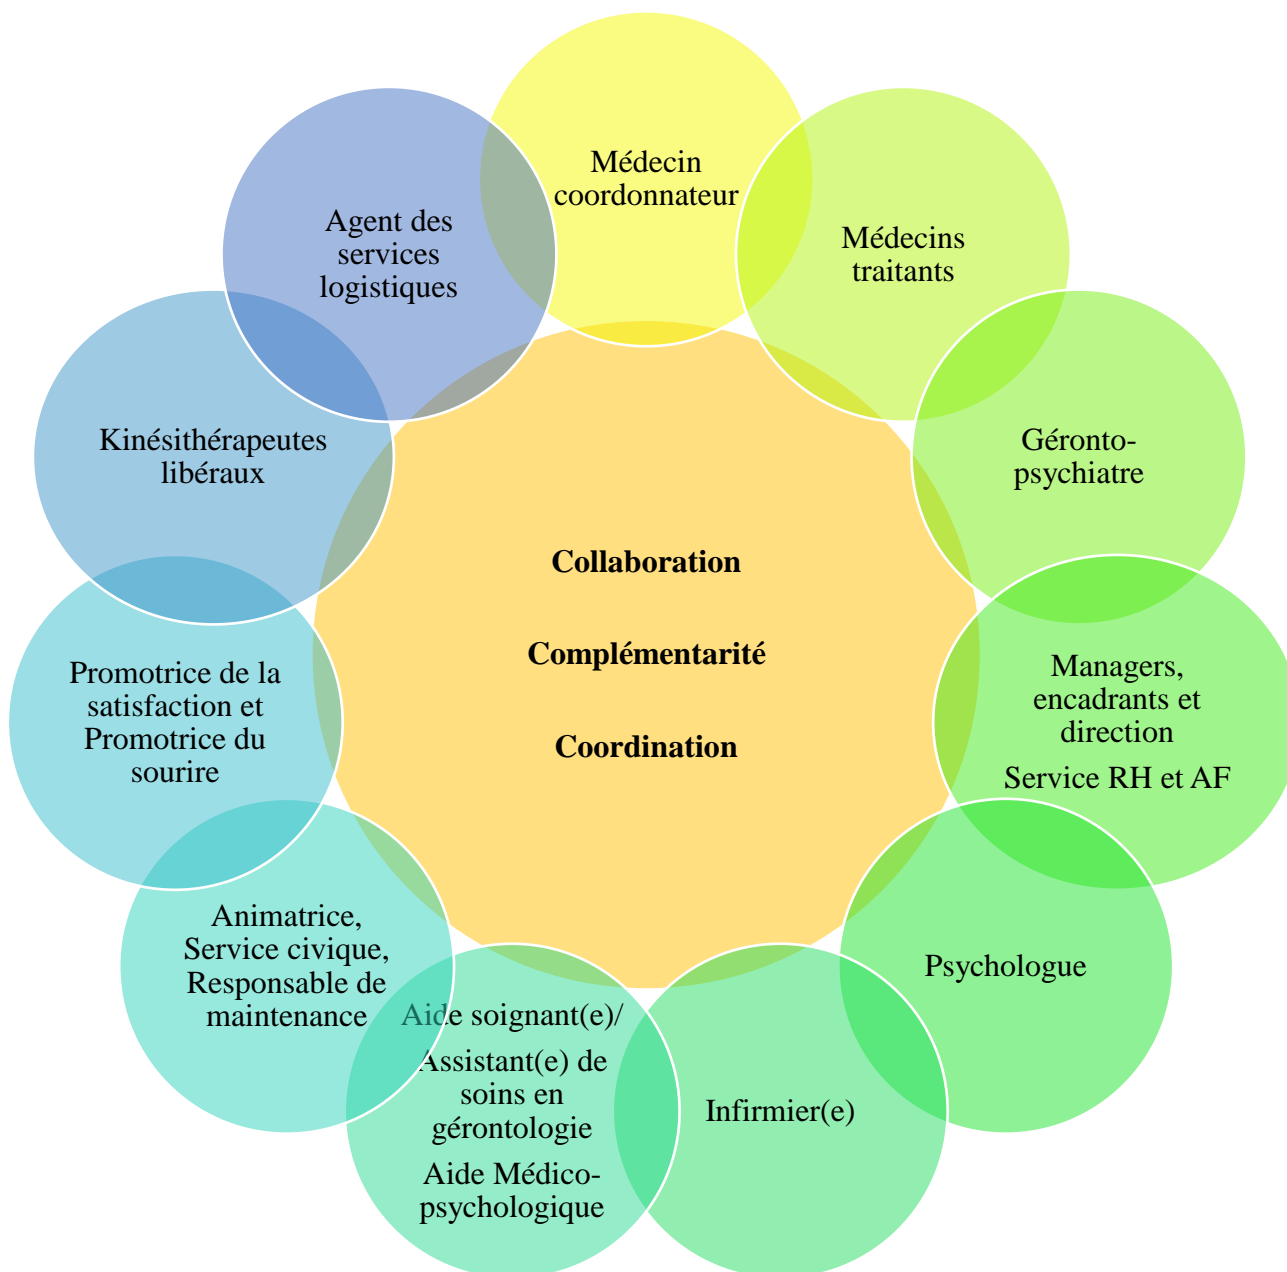 Médecin
coordonnateur
Médecins
traitants
Géronto-
psychiatre
Managers,
encadrants et
direction
Service RH et AF
Psychologue
Infirmier(e)
Aide soignant(e)/
Assistant(e) de
soins en
gérontologie
Aide Médico-
psychologique
Animatrice,
Service civique,
Responsable de
maintenance
Promotrice de la
satisfaction et
Promotrice du
sourire
Kinésithérapeutes
libéraux
Agent des
services
logistiques
Collaboration
Complémentarité
Coordination